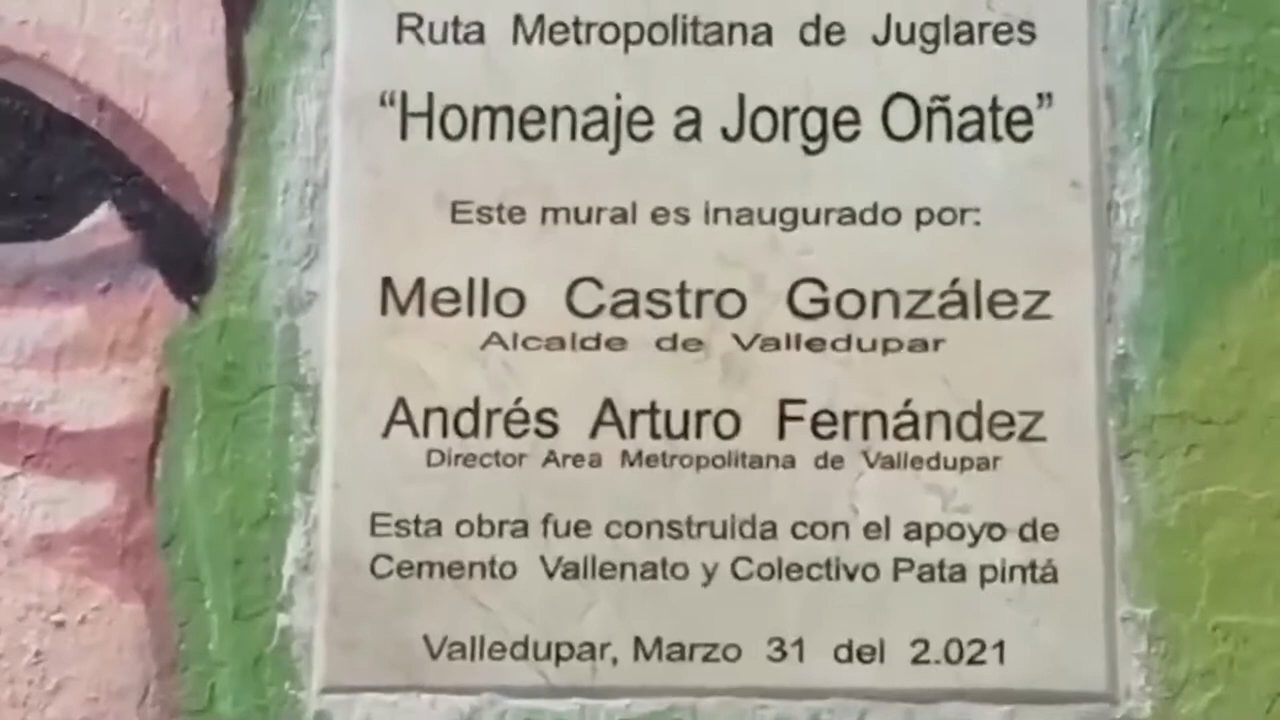 Ruta Metropolitana de Juglares
“Homenaje a Jorge Oñate”
Este mural es inaugurado por:
Mello Castro González
Alcalde de Valledupar
Andrés Arturo Fernández
Director Area Metropolitana de Valledupar
Esta obra fue construida con el apoyo de
Cemento Vallenato y Colectivo Pata pintá
Valledupar, Marzo 31 del 2.021